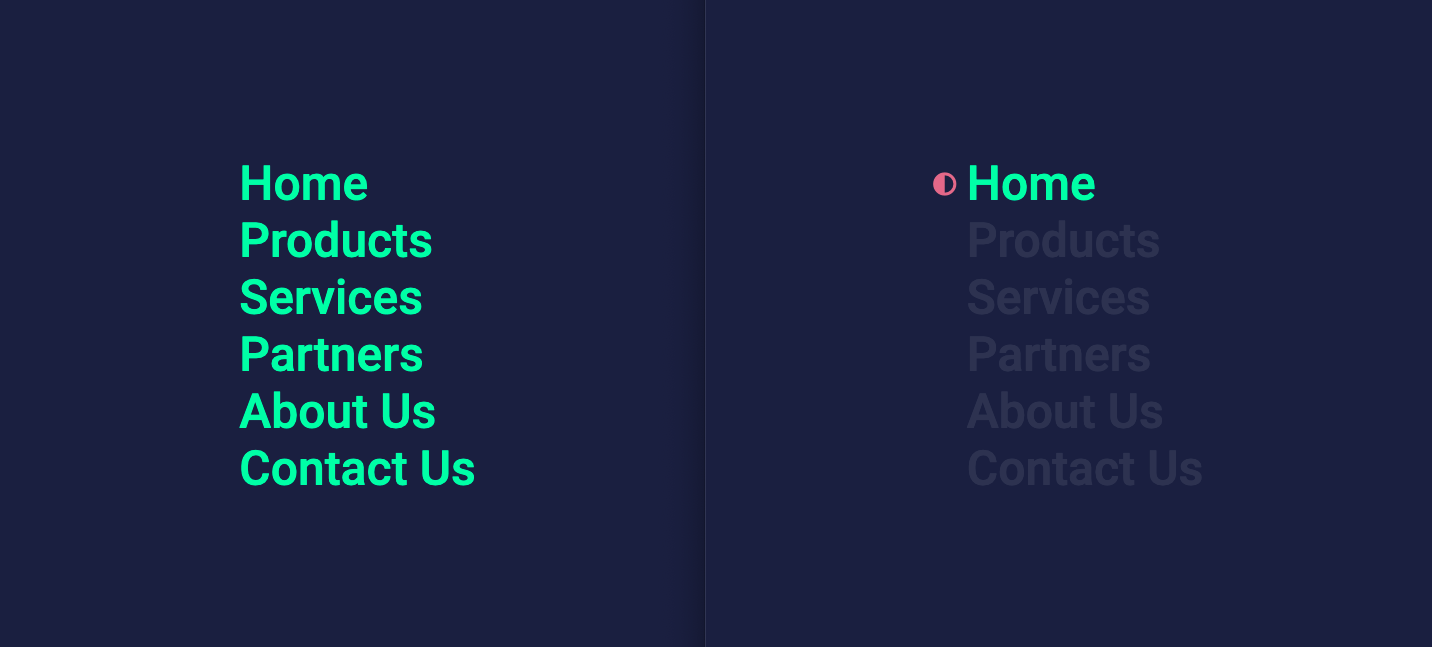 Home
Products
Services
Partners
About Us
Contact Us
Home
Products
Services
Partners
About Us
Contact Us